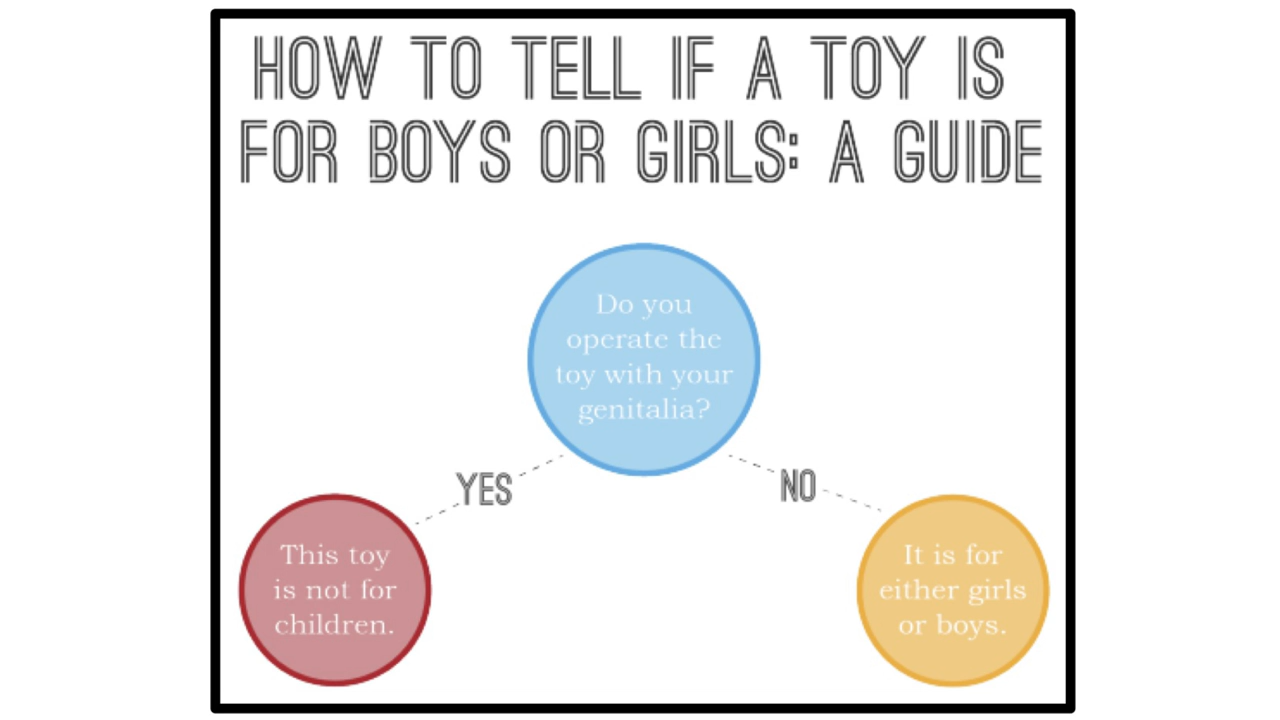 HOW TO TELL IF A TOY IS
FOR BOYS OR GIRLS: A GUIDE
Do you
operate the
toy with your
genitalia?
YES
NO
This toy
is not for
children.
It is for
either girls
or boys.